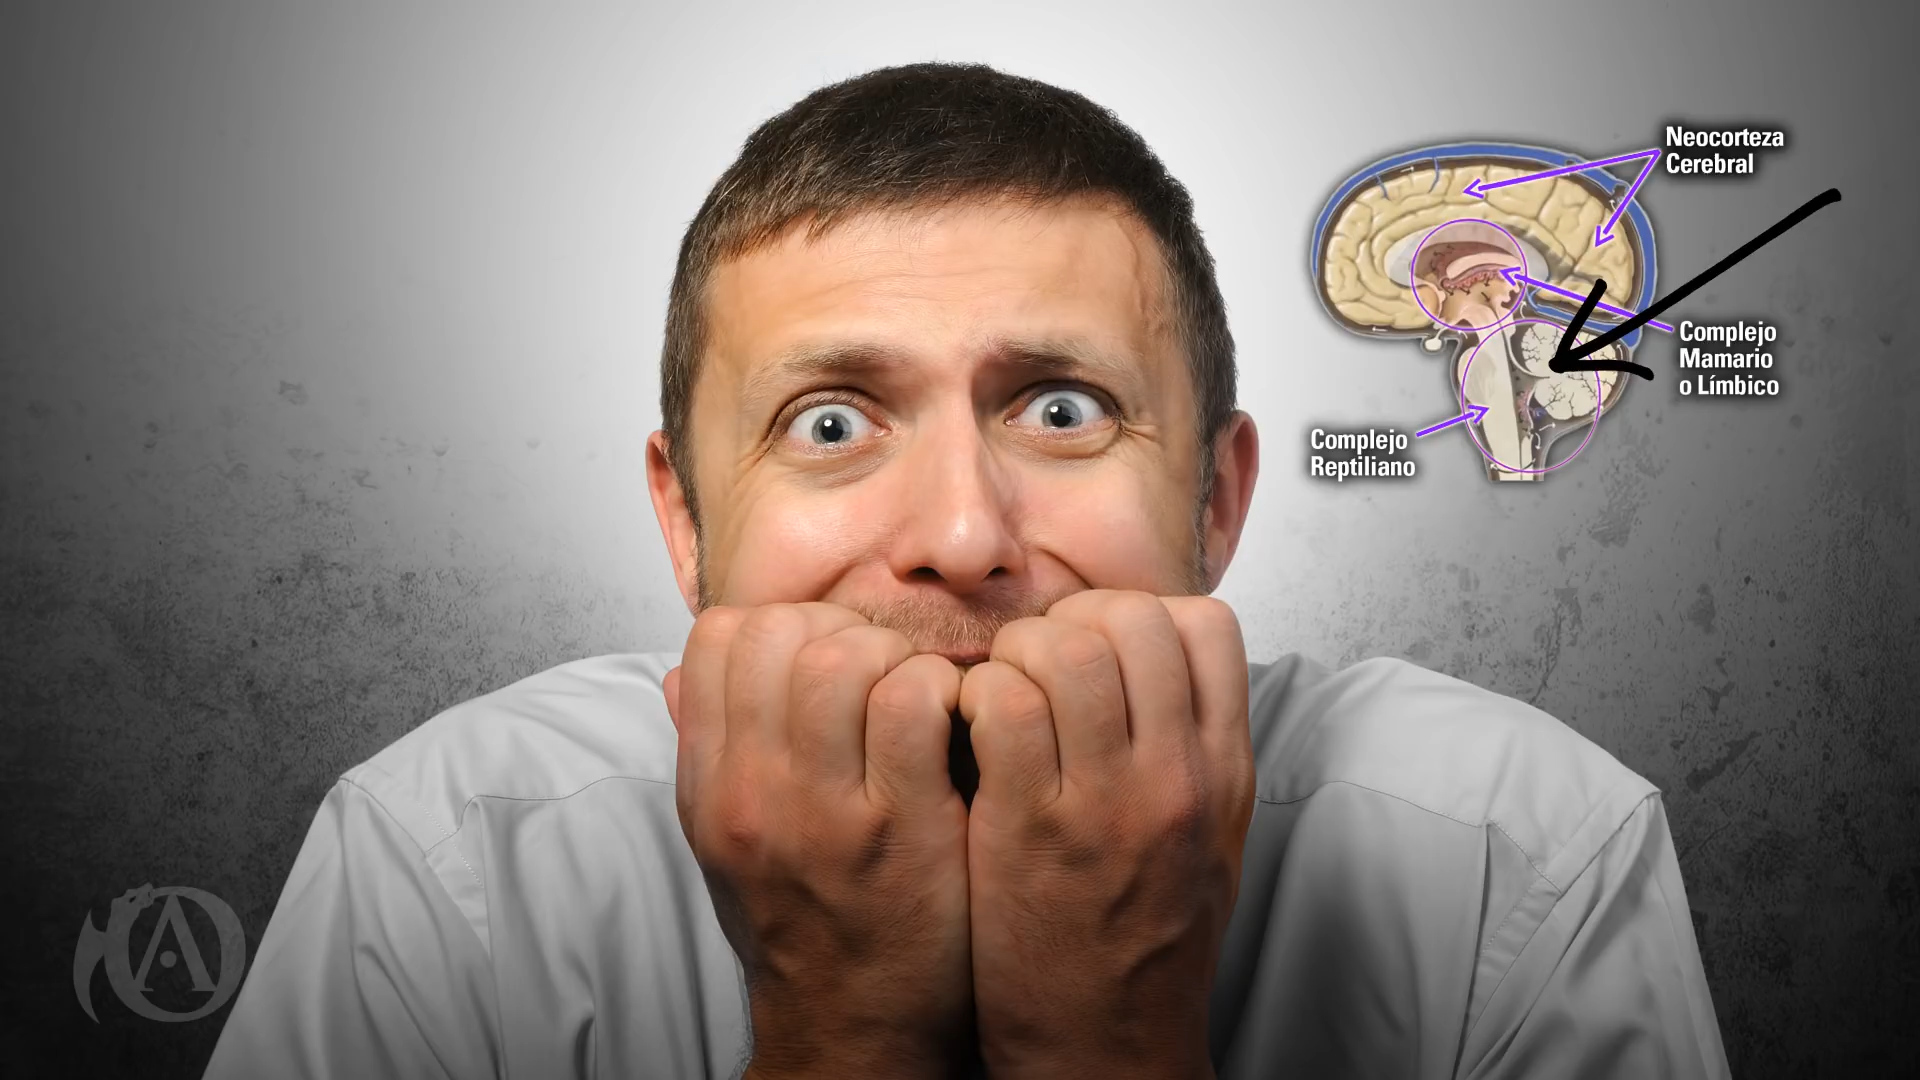 Neocorteza
Cerebral
Complejo
Mamario
o Límbico
Complejo
Reptiliano